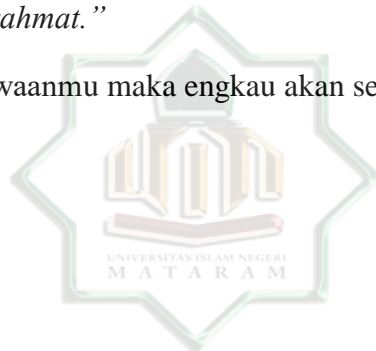 rahmat.”
waanmu maka engkau akan se
UNIVERSITAS ISLAM NEGERI
MATARAM